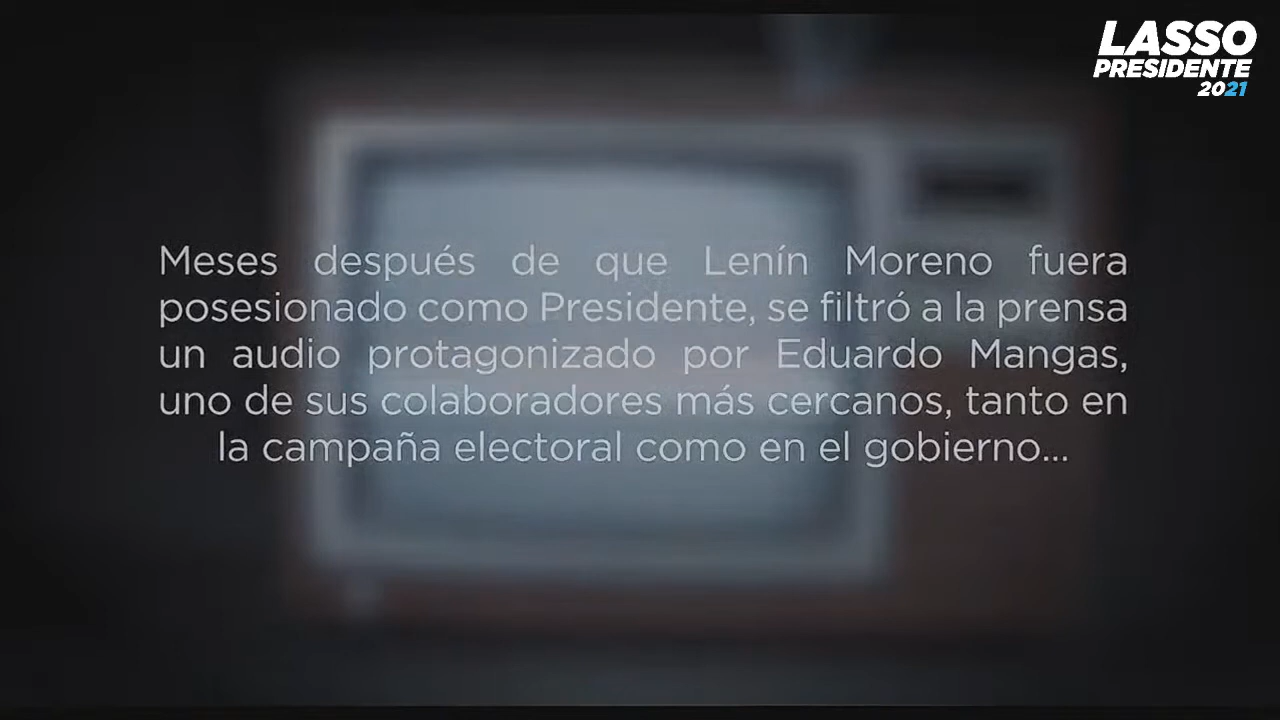 LASSO
PRESIDENTE
2021
Meses después de que Lenín Moreno fuera
posesionado como Presidente, se filtró a la prensa
un audio protagonizado por Eduardo Mangas,
uno de sus colaboradores más cercanos, tanto en
la campaña electoral como en el gobierno...